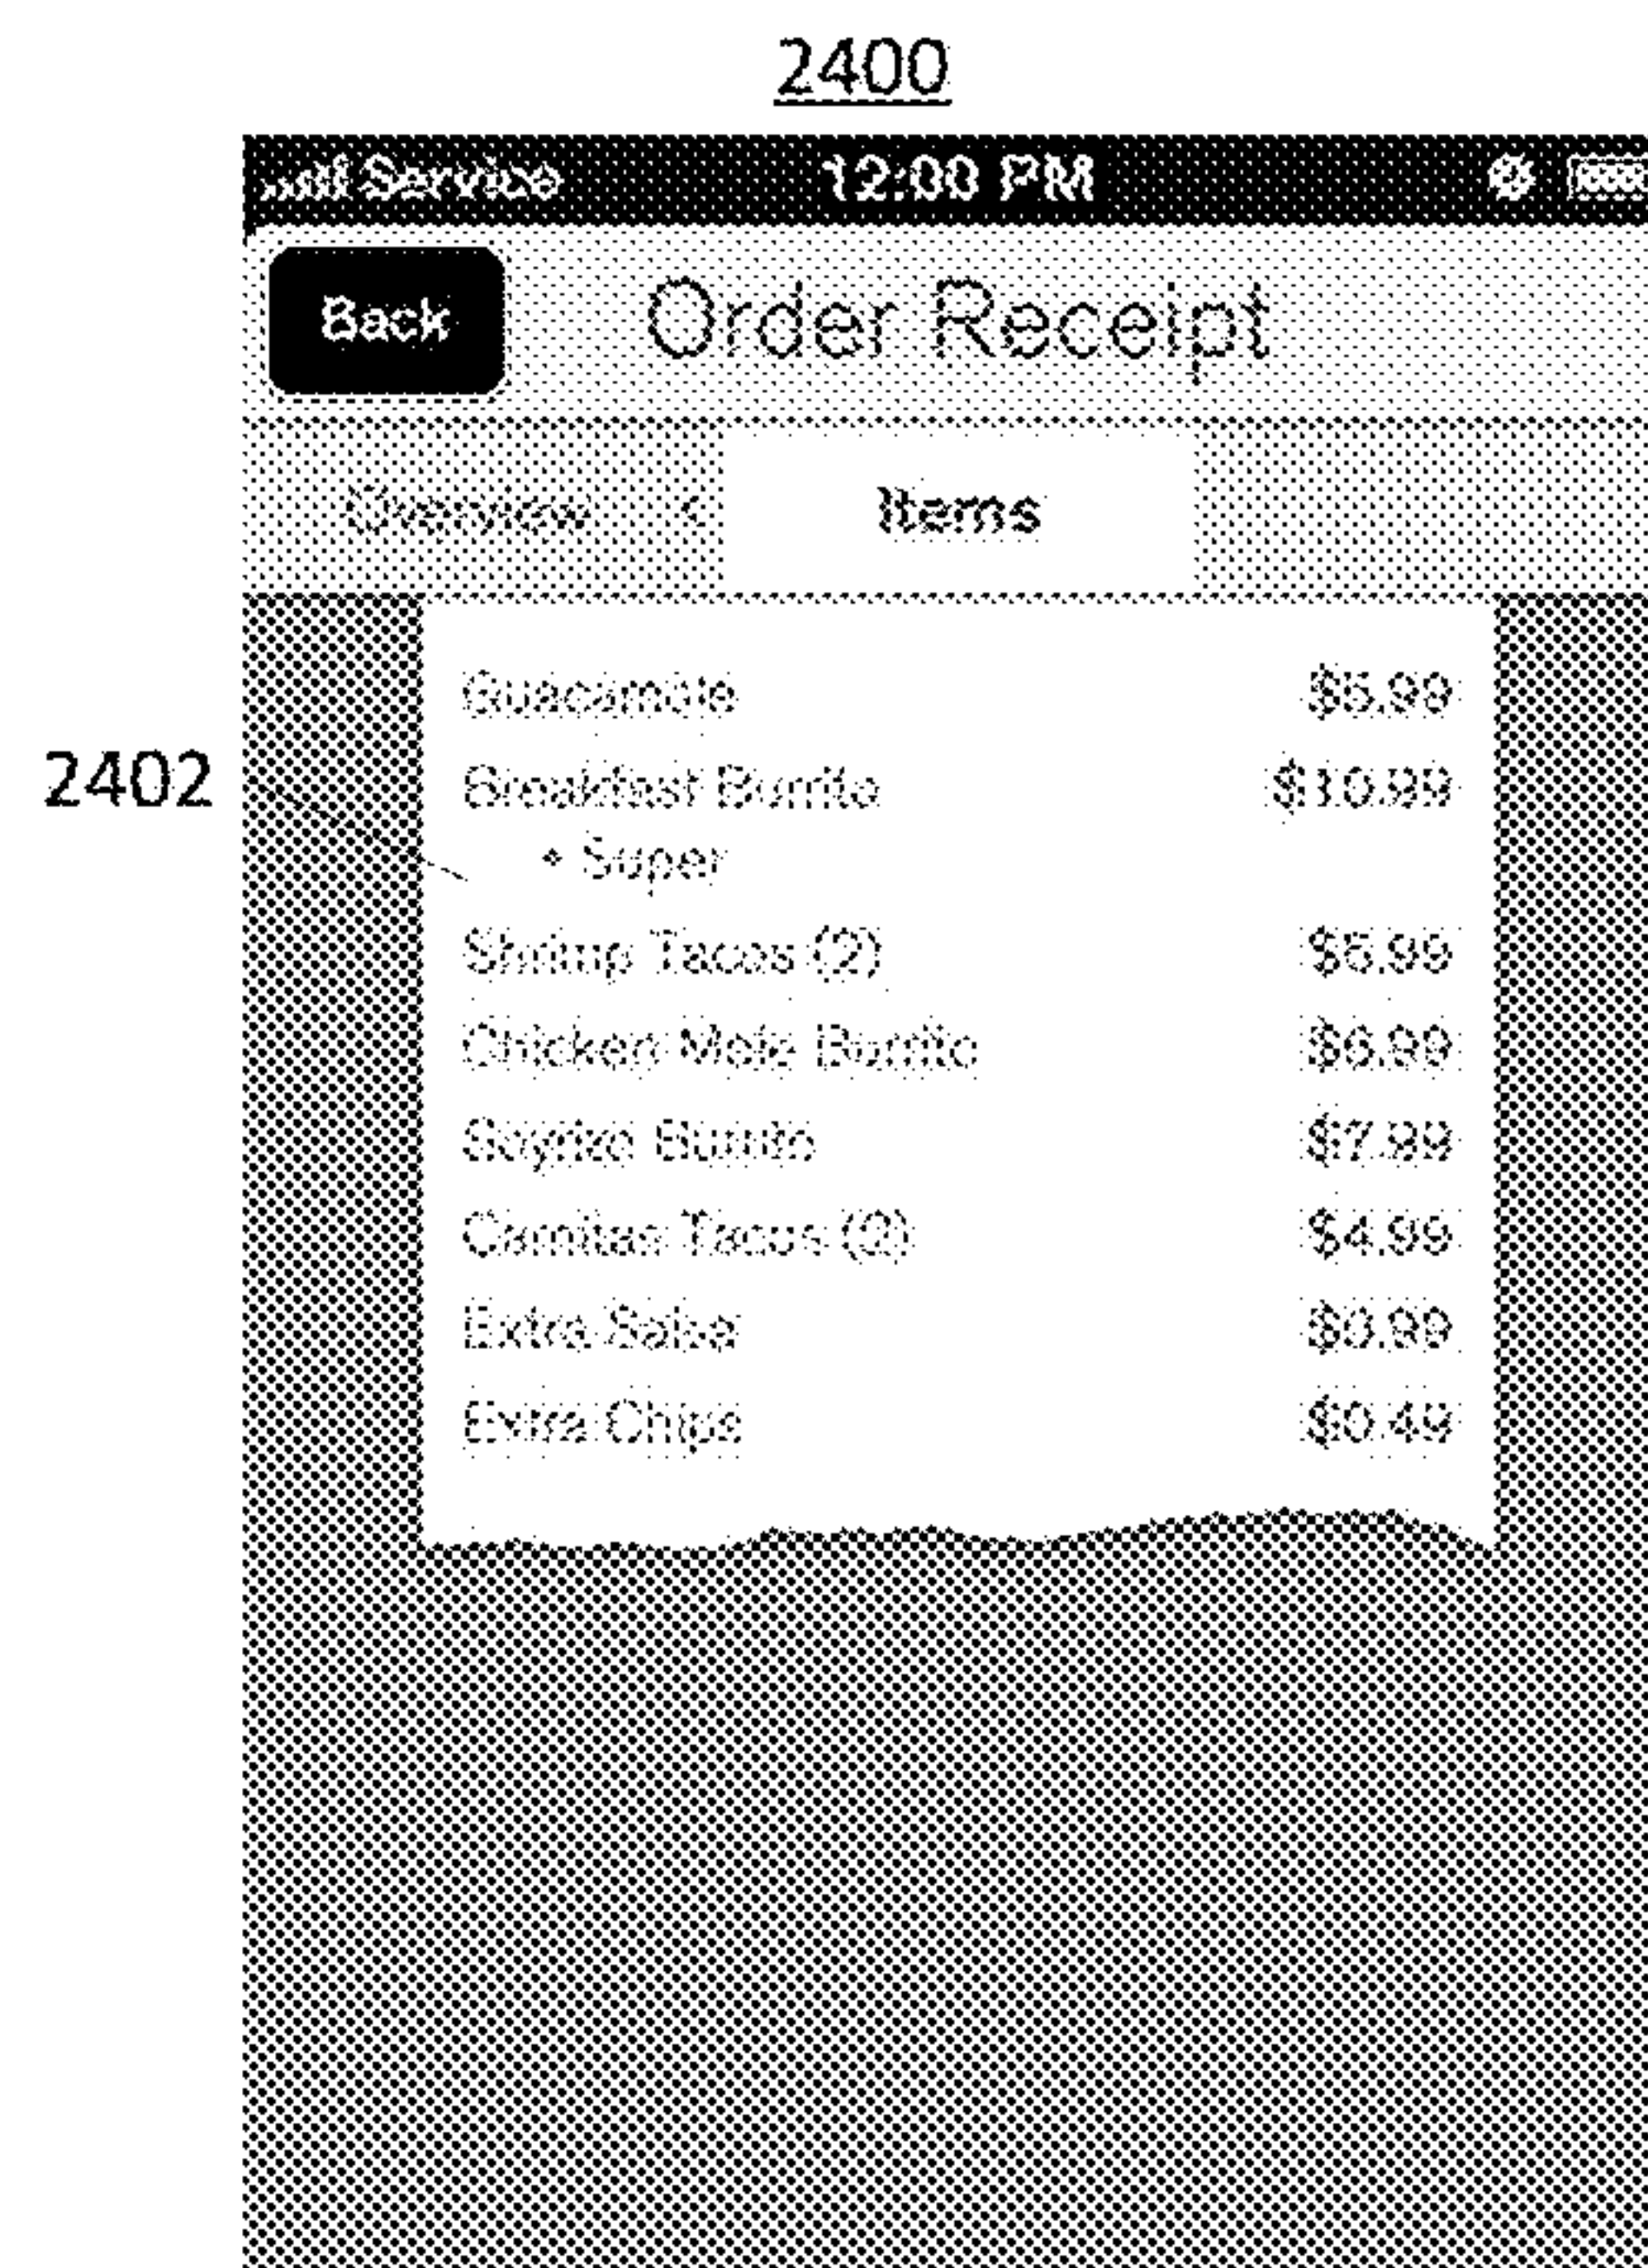 2400
Service 12:00 PM
Back Order Receipt
Overview < Items
Guacamole $5.99
2402
Breakfast Burrito $10.99
• Super
Shrimp Tacos (2) $5.99
Chicken Mole Burrito $6.99
Soyrizo Burrito $7.99
Carnitas Tacos (2) $4.99
Extra Salsa $0.99
Extra Chips $0.49